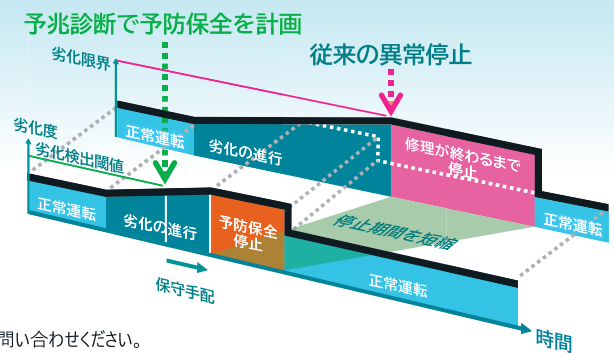 予兆診断で予防保全を計画
従来の異常停止
劣化限界
正常運転
劣化の進行
修理が終わるまで
停止
正常運転
劣化度
劣化検出閾値
正常運転
劣化の進行
予防保全
停止
停止期間を短縮
正常運転
保守手配
時間
問い合わせください。